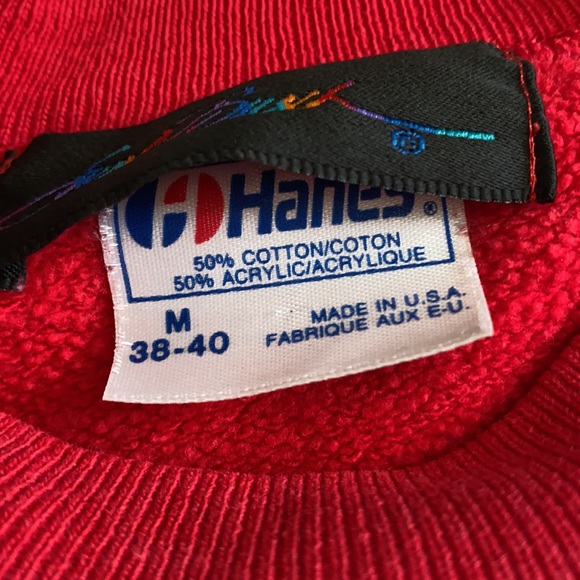 Hanes®
50% COTTON/COTON
50% ACRYLIC/ACRYLIQUE
M
38-40
MADE IN U.S.A.
FABRIQUE AUX E-U.